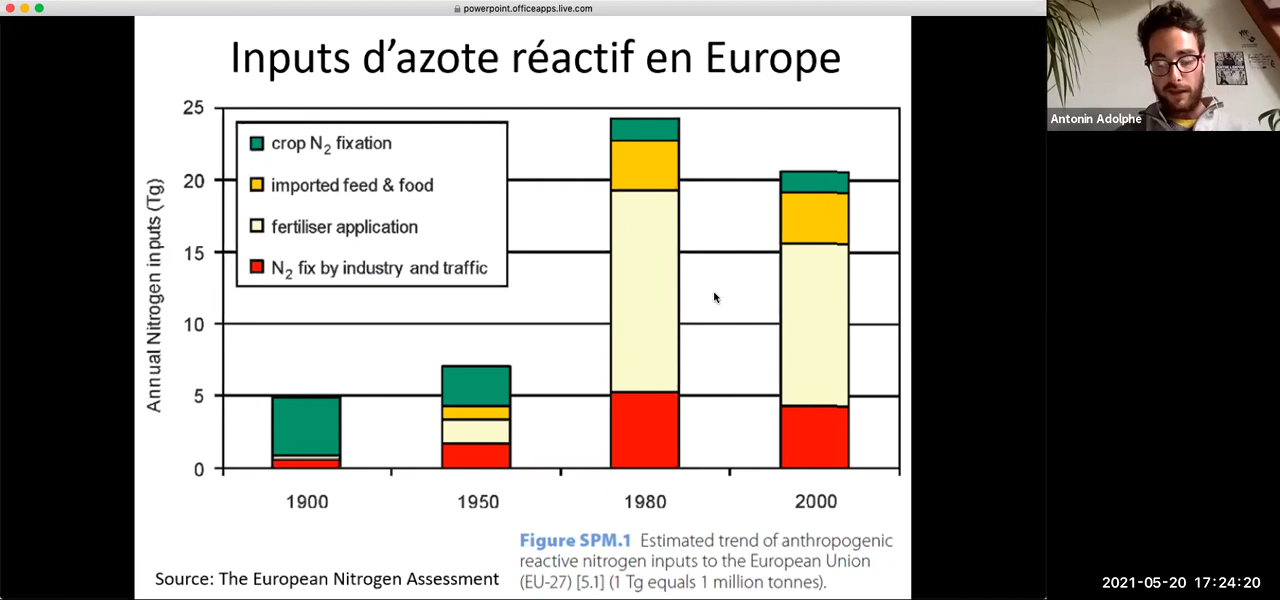 powerpoint.officeapps.live.com
Inputs d’azote réactif en Europe
Antonin Adolphe
Annual Nitrogen inputs (Tg)
25
20
15
10
5
0
crop N2 fixation
imported feed & food
fertiliser application
N2 fix by industry and traffic
1900
1950
1980
2000
Figure SPM.1 Estimated trend of anthropogenic
reactive nitrogen inputs to the European Union
(EU-27) [5.1] (1 Tg equals 1 million tonnes).
Source: The European Nitrogen Assessment
2021-05-20 17:24:20